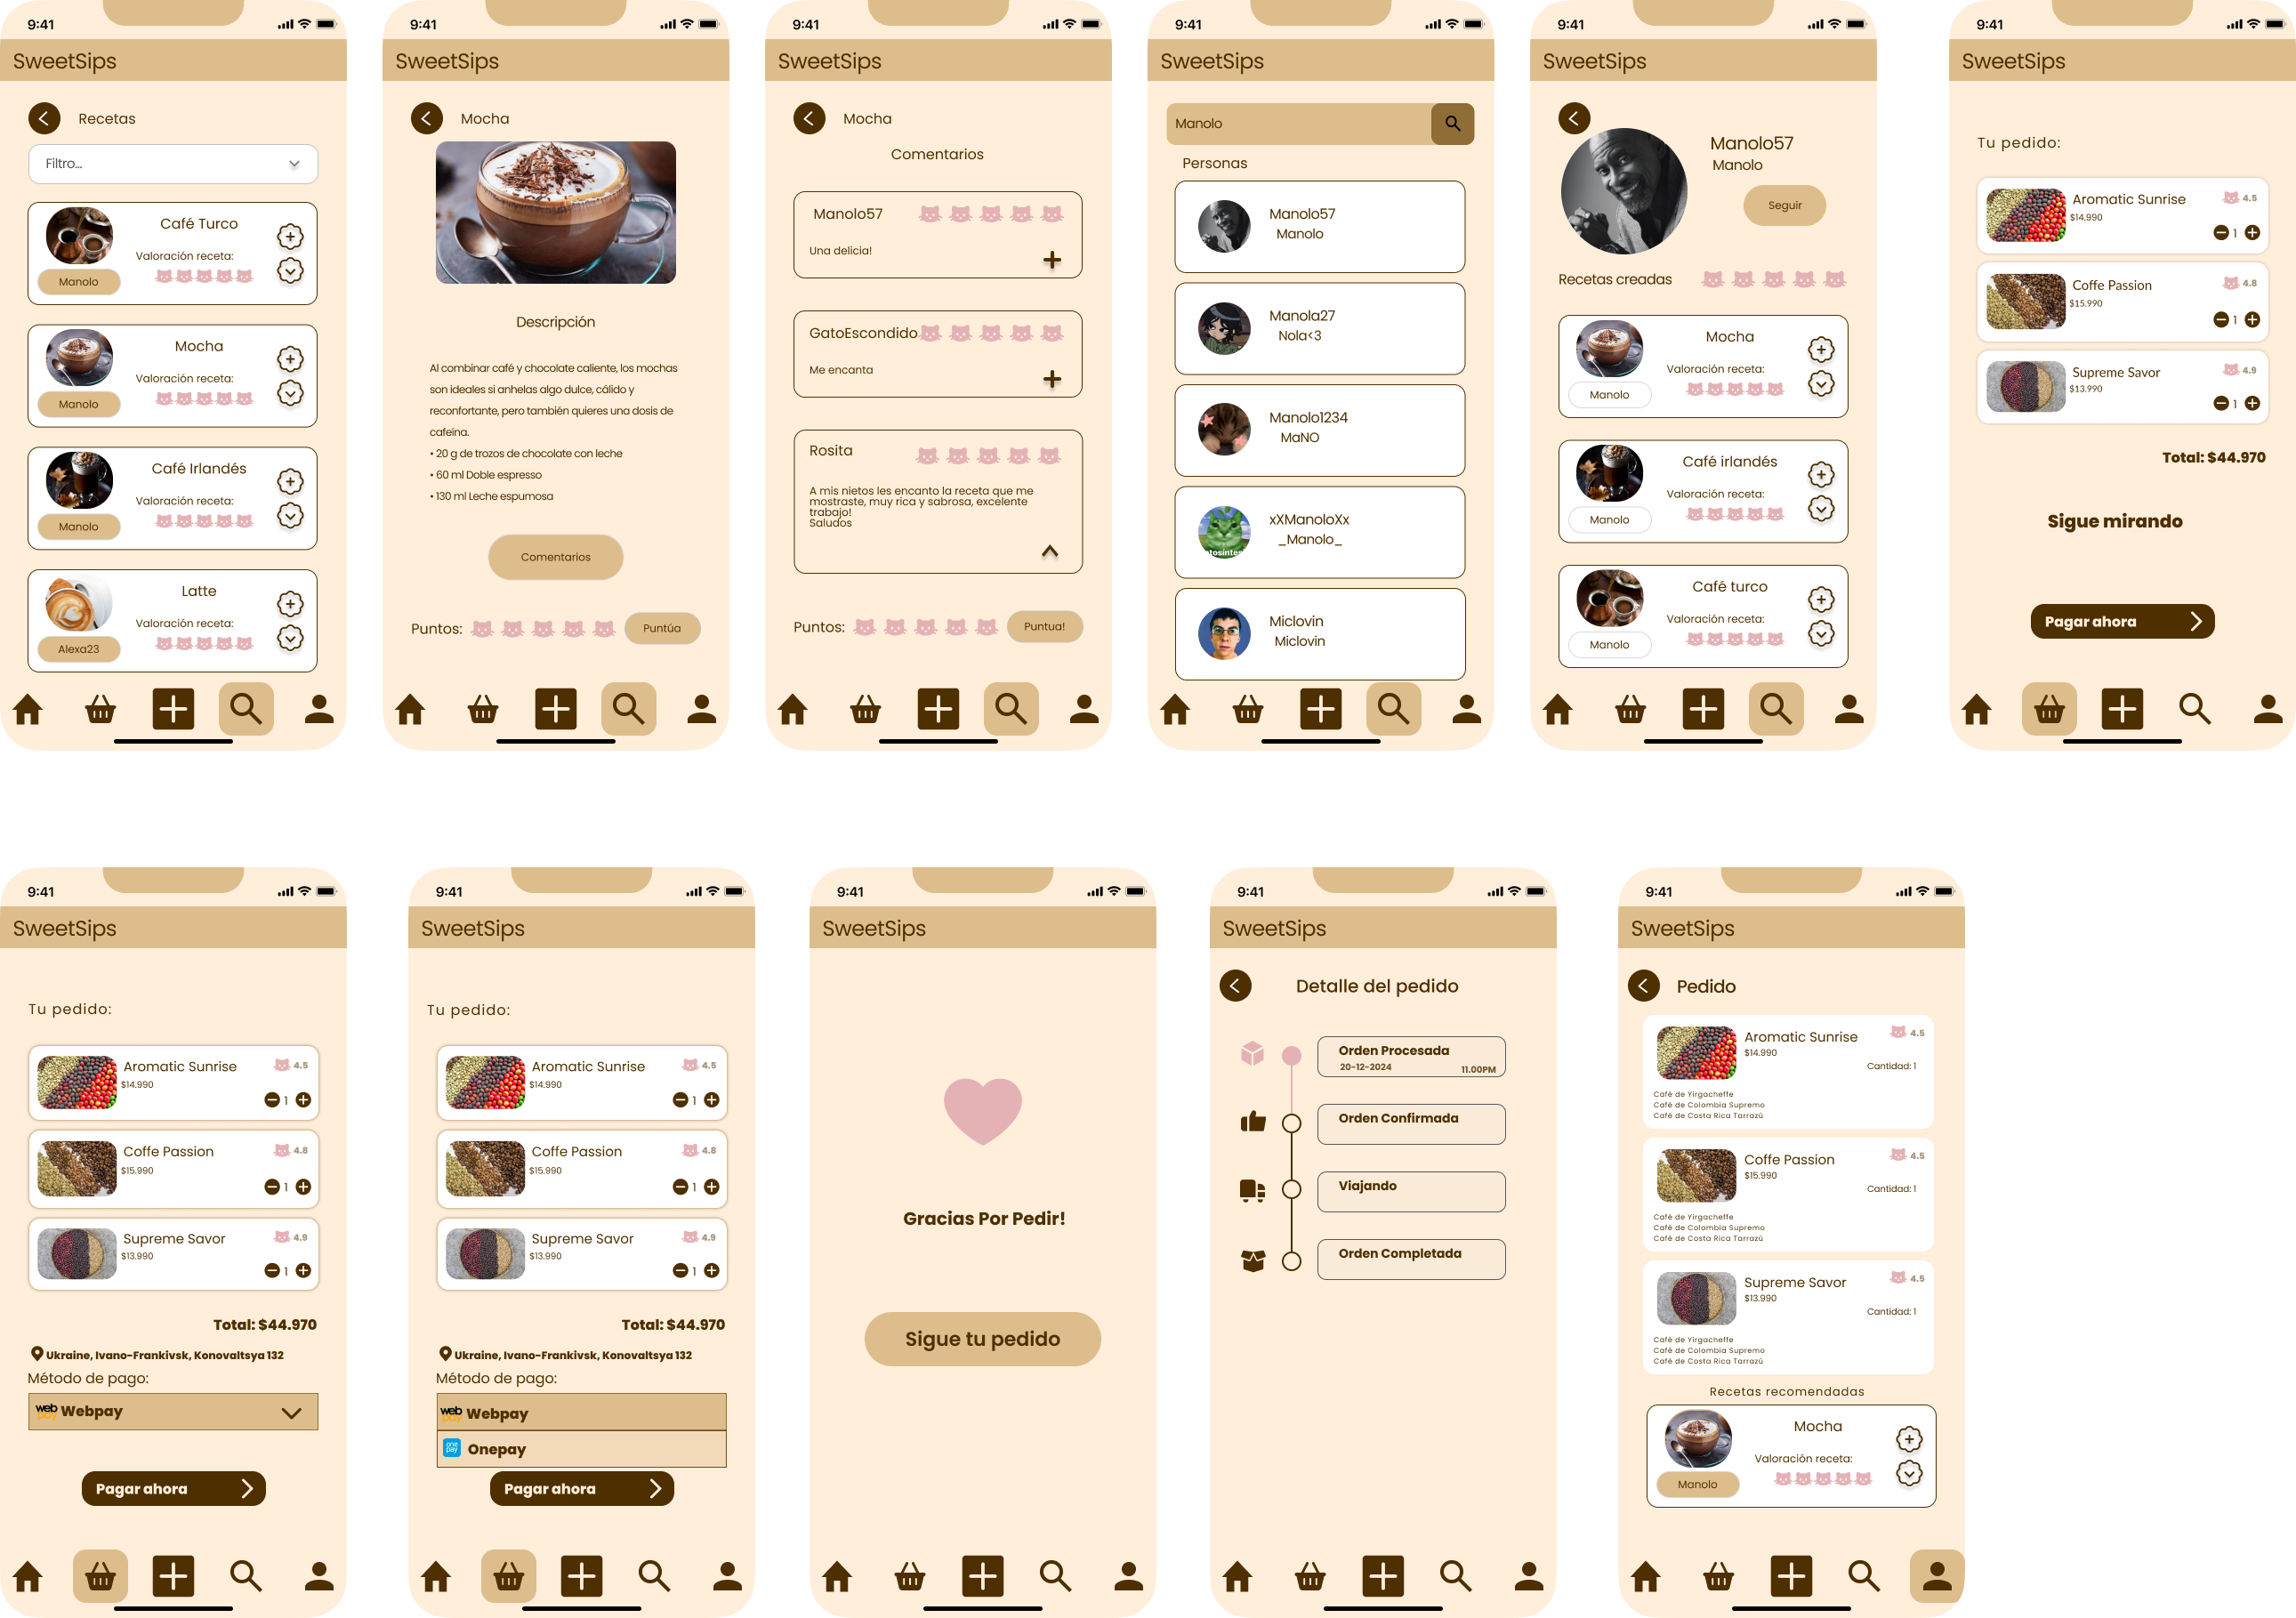 9:41
SweetSips
Recetas
Filtro...
Café Turco
Valoración receta:
Manolo
Mocha
Valoración receta:
Manolo
Café Irlandés
Valoración receta:
Manolo
Latte
Valoración receta:
Alexa23
9:41
SweetSips
Mocha
Descripción
Al combinar café y chocolate caliente, los mochas
son ideales si anhelas algo dulce, cálido y
reconfortante, pero también quieres una dosis de
cafeína.
• 20 g de trozos de chocolate con leche
• 60 ml Doble espresso
• 130 ml Leche espumosa
Comentarios
Puntos:
Puntúa
9:41
SweetSips
Mocha
Comentarios
Manolo57
Una delicia!
GatoEscondido
Me encanta
Rosita
A mis nietos les encanto la receta que me
mostraste, muy rica y sabrosa, excelente
trabajo!
Saludos
Puntos:
Puntua!
9:41
SweetSips
Manolo
Personas
Manolo57
Manolo
Manola27
Nola<3
Manolo1234
MaNO
xXManoloXx
_Manolo_
Miclovin
Miclovin
9:41
SweetSips
Manolo57
Manolo
Seguir
Recetas creadas
Mocha
Valoración receta:
Manolo
Café irlandés
Valoración receta:
Manolo
Café turco
Valoración receta:
Manolo
9:41
SweetSips
Tu pedido:
Aromatic Sunrise 4.5
$14.990
1
Coffe Passion 4.8
$15.990
1
Supreme Savor 4.9
$13.990
1
Total: $44.970
Sigue mirando
Pagar ahora
9:41
SweetSips
Tu pedido:
Aromatic Sunrise 4.5
$14.990
1
Coffe Passion 4.8
$15.990
1
Supreme Savor 4.9
$13.990
1
Total: $44.970
Ukraine, Ivano-Frankivsk, Konovaltsya 132
Método de pago:
web pay Webpay
Pagar ahora
9:41
SweetSips
Tu pedido:
Aromatic Sunrise 4.5
$14.990
1
Coffe Passion 4.8
$15.990
1
Supreme Savor 4.9
$13.990
1
Total: $44.970
Ukraine, Ivano-Frankivsk, Konovaltsya 132
Método de pago:
web pay Webpay
one pay Onepay
Pagar ahora
9:41
SweetSips
Gracias Por Pedir!
Sigue tu pedido
9:41
SweetSips
Detalle del pedido
Orden Procesada
20-12-2024 11.00PM
Orden Confirmada
Viajando
Orden Completada
9:41
SweetSips
Pedido
Aromatic Sunrise 4.5
$14.990
Cantidad: 1
Café de Yirgacheffe
Café de Colombia Supremo
Café de Costa Rica Tarrazú
Coffe Passion 4.5
$15.990
Cantidad: 1
Café de Yirgacheffe
Café de Colombia Supremo
Café de Costa Rica Tarrazú
Supreme Savor 4.5
$13.990
Cantidad: 1
Café de Yirgacheffe
Café de Colombia Supremo
Café de Costa Rica Tarrazú
Recetas recomendadas
Mocha
Valoración receta:
Manolo